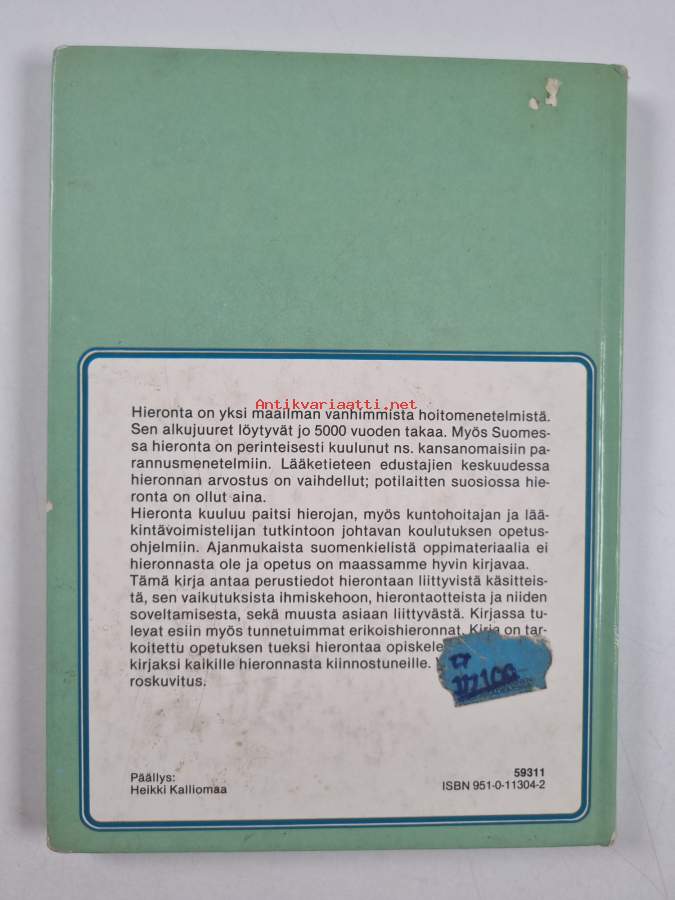 Antikvariaatti.net
Hieronta on yksi maailman vanhimmista hoitomenetelmistä.
Sen alkujuuret löytyvät jo 5000 vuoden takaa. Myös Suomes-
sa hieronta on perinteisesti kuulunut ns. kansanomaisiin pa-
rannusmenetelmiin. Lääketieteen edustajien keskuudessa
hieronnan arvostus on vaihdellut; potilaitten suosiossa hie-
ronta on ollut aina.
Hieronta kuuluu paitsi hierojan, myös kuntohoitajan ja lää-
kintävoimistelijan tutkintoon johtavan koulutuksen opetus-
ohjelmiin. Ajanmukaista suomenkielistä oppimateriaalia ei
hieronnasta ole ja opetus on maassamme hyvin kirjavaa.
Tämä kirja antaa perustiedot hierontaan liittyvistä käsitteis-
tä, sen vaikutuksista ihmiskehoon, hierontaotteista ja niiden
soveltamisesta, sekä muusta asiaan liittyvästä. Kirjassa tu-
levat esiin myös tunnetuimmat erikoishieronnat. Kirja on tar-
koitettu opetuksen tueksi hierontaa opiskele
kirjaksi kaikille hieronnasta kiinnostuneille.
roskuvitus.
Päällys:
Heikki Kalliomaa
59311
ISBN 951-0-11304-2